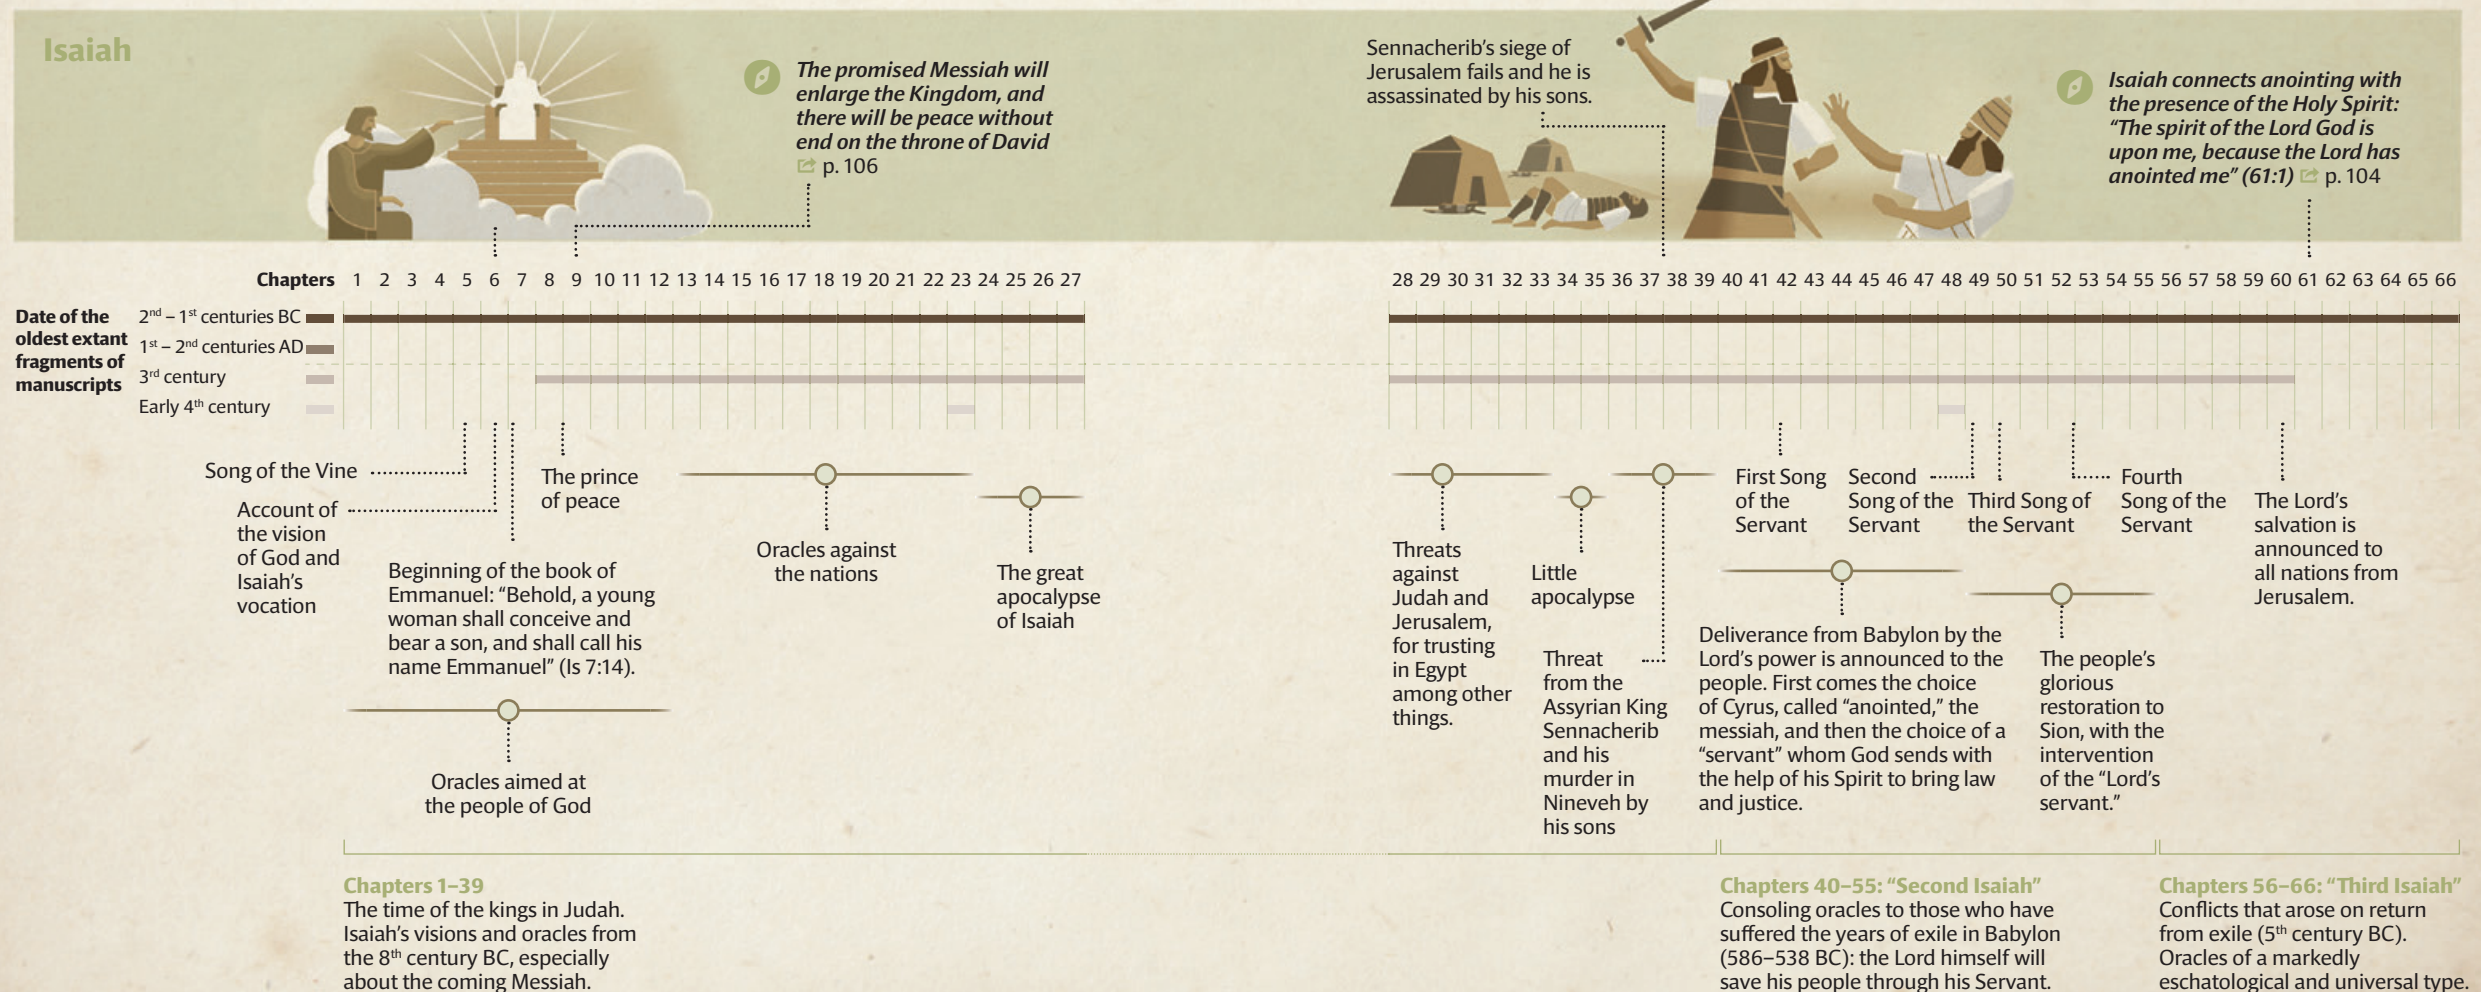 Isaiah
The promised Messiah will
enlarge the Kingdom, and
there will be peace without
end on the throne of David
p. 106
Sennacherib’s siege of
Jerusalem fails and he is
assassinated by his sons.
Isaiah connects anointing with
the presence of the Holy Spirit:
“The spirit of the Lord God is
upon me, because the Lord has
anointed me” (61:1) p. 104
Chapters 1 2 3 4 5 6 7 8 9 10 11 12 13 14 15 16 17 18 19 20 21 22 23 24 25 26 27 28 29 30 31 32 33 34 35 36 37 38 39 40 41 42 43 44 45 46 47 48 49 50 51 52 53 54 55 56 57 58 59 60 61 62 63 64 65 66
Date of the
oldest extant
fragments of
manuscripts
2nd – 1st centuries BC
1st – 2nd centuries AD
3rd century
Early 4th century
Song of the Vine
Account of
the vision
of God and
Isaiah’s
vocation
Beginning of the book of
Emmanuel: “Behold, a young
woman shall conceive and
bear a son, and shall call his
name Emmanuel” (Is 7:14).
The prince
of peace
Oracles aimed at
the people of God
Oracles against
the nations
The great
apocalypse
of Isaiah
Threats
against
Judah and
Jerusalem,
for trusting
in Egypt
among other
things.
Little
apocalypse
Threat
from the
Assyrian King
Sennacherib
and his
murder in
Nineveh by
his sons
First Song
of the
Servant
Second
Song of the
Servant
Third Song of
the Servant
Fourth
Song of the
Servant
The Lord’s
salvation is
announced to
all nations from
Jerusalem.
Deliverance from Babylon by the
Lord’s power is announced to the
people. First comes the choice
of Cyrus, called “anointed,” the
messiah, and then the choice of a
“servant” whom God sends with
the help of his Spirit to bring law
and justice.
The people’s
glorious
restoration to
Sion, with the
intervention
of the “Lord’s
servant.”
Chapters 1–39
The time of the kings in Judah.
Isaiah’s visions and oracles from
the 8th century BC, especially
about the coming Messiah.
Chapters 40–55: “Second Isaiah”
Consoling oracles to those who have
suffered the years of exile in Babylon
(586–538 BC): the Lord himself will
save his people through his Servant.
Chapters 56–66: “Third Isaiah”
Conflicts that arose on return
from exile (5th century BC).
Oracles of a markedly
eschatological and universal type.